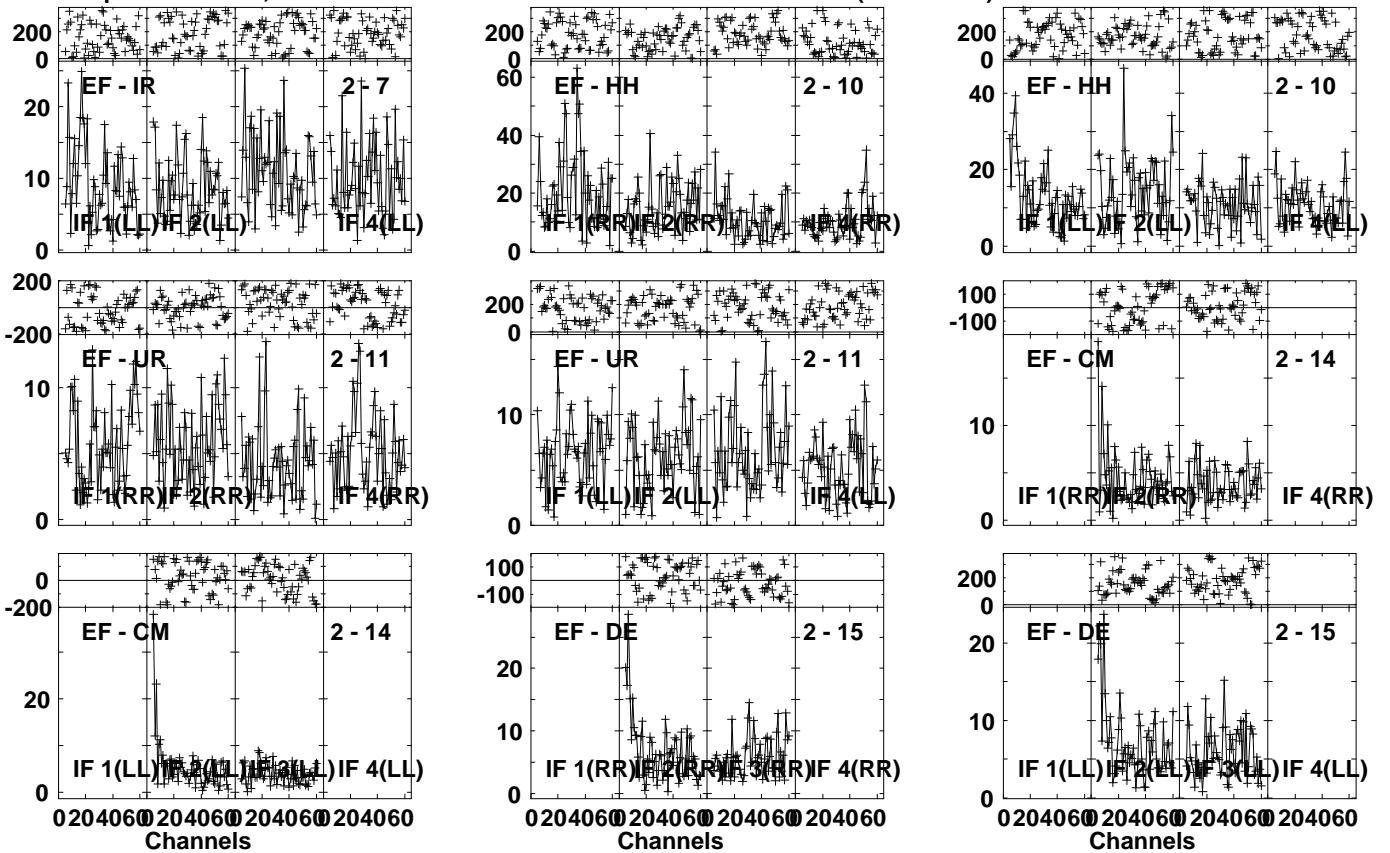 200
0
200
0
200
0
EF - IR 2 - 7
EF - HH 2 - 10
EF - HH 2 - 10
20
10
0
60
40
20
0
40
20
0
IF 1(LL) IF 2(LL) IF 4(LL)
IF 1(RR) IF 2(RR) IF 4(RR)
IF 1(LL) IF 2(LL) IF 4(LL)
200
-200
200
0
100
-100
EF - UR 2 - 11
EF - UR 2 - 11
EF - CM 2 - 14
10
0
10
0
10
0
IF 1(RR) IF 2(RR) IF 4(RR)
IF 1(LL) IF 2(LL) IF 4(LL)
IF 1(RR) IF 2(RR) IF 4(RR)
0
-200
100
-100
200
0
EF - CM 2 - 14
EF - DE 2 - 15
EF - DE 2 - 15
20
0
20
10
0
20
10
0
IF 1(LL) IF 2(LL) IF 3(LL) IF 4(LL)
IF 1(RR) IF 2(RR) IF 3(RR) IF 4(RR)
IF 1(LL) IF 2(LL) IF 3(LL) IF 4(LL)
0 20 40 60 0 20 40 60 0 20 40 60 0 20 40 60
0 20 40 60 0 20 40 60 0 20 40 60 0 20 40 60
0 20 40 60 0 20 40 60 0 20 40 60 0 20 40 60
Channels
Channels
Channels